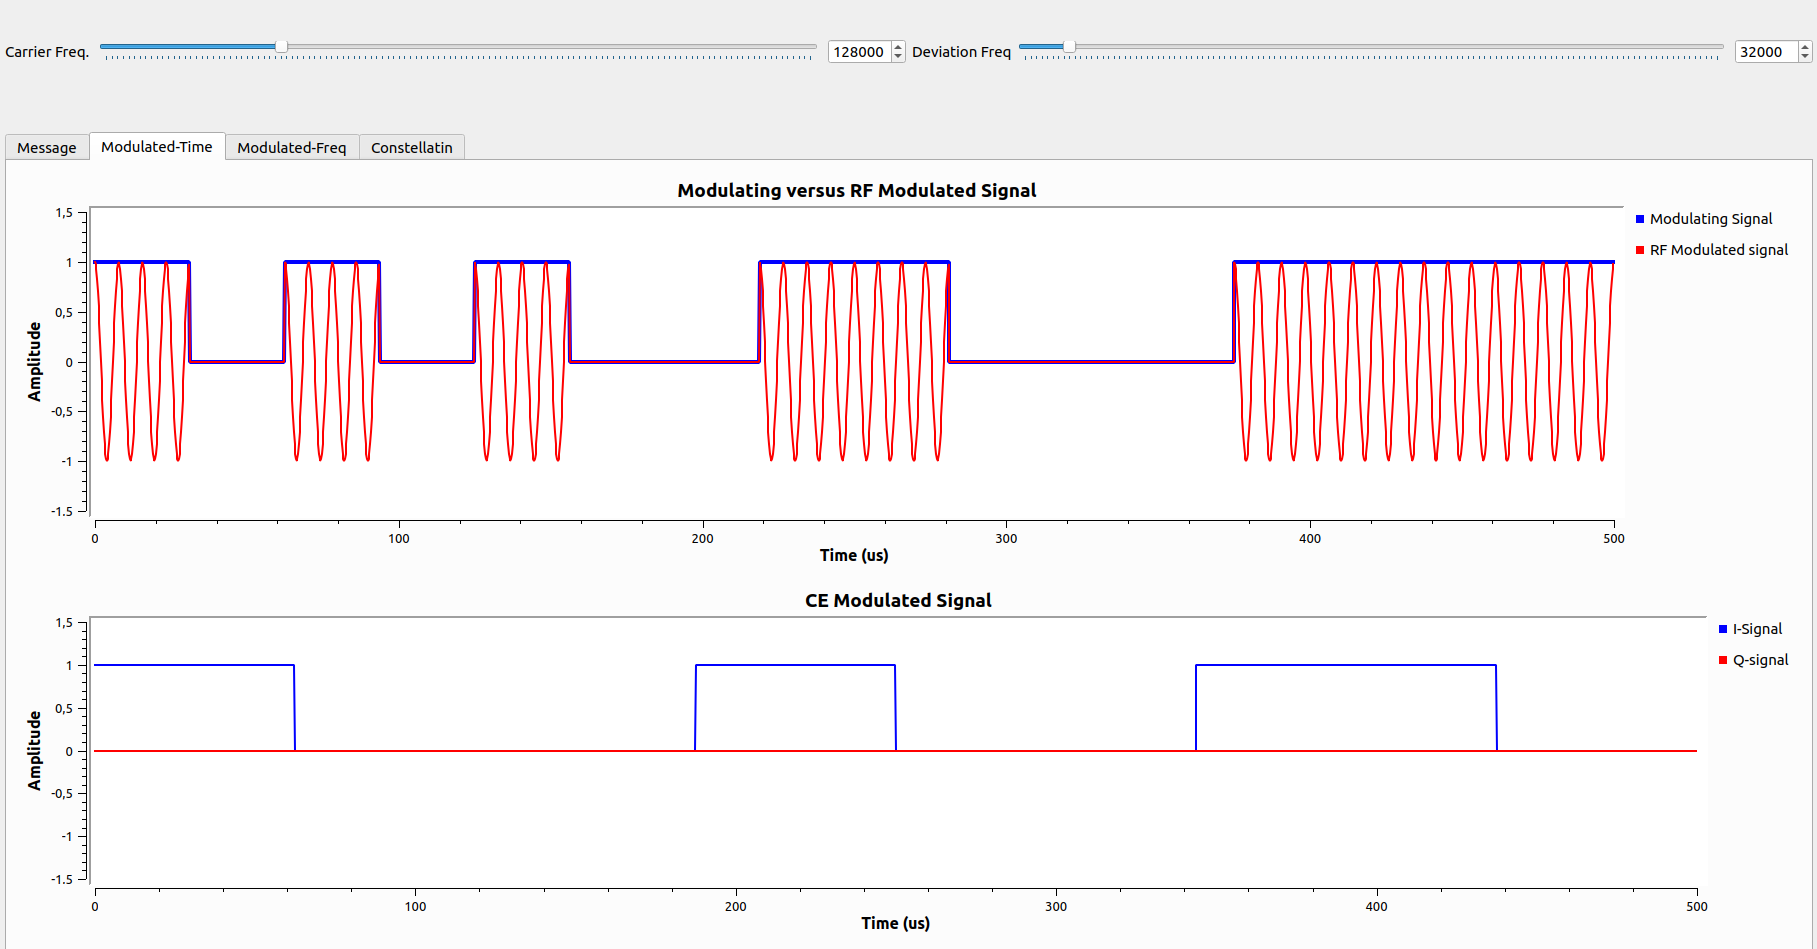 Carrier Freq. 128000 Deviation Freq 32000
Message Modulated-Time Modulated-Freq Constellatin
Modulating versus RF Modulated Signal
1,5
1
0,5
0
-0,5
-1
-1.5
Amplitude
0 100 200 300 400 500
Time (us)
Modulating Signal
RF Modulated signal
CE Modulated Signal
1,5
1
0,5
0
-0,5
-1
-1.5
Amplitude
0 100 200 300 400 500
Time (us)
I-Signal
Q-signal